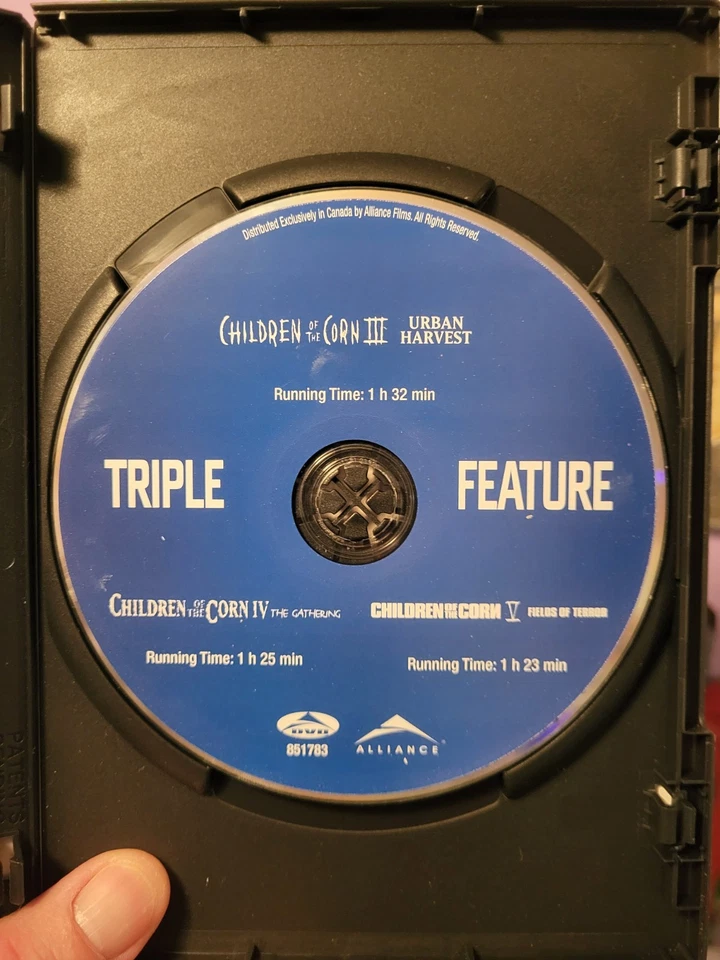 Distributed Exclusively in Canada by Alliance Films. All Rights Reserved.
CHILDREN OF THE CORN III URBAN HARVEST
Running Time: 1 h 32 min
TRIPLE FEATURE
CHILDREN OF THE CORN IV THE GATHERING
Running Time: 1 h 25 min
CHILDREN OF THE CORN V FIELDS OF TERROR
Running Time: 1 h 23 min
DVD
851783
ALLIANCE
PATENTS